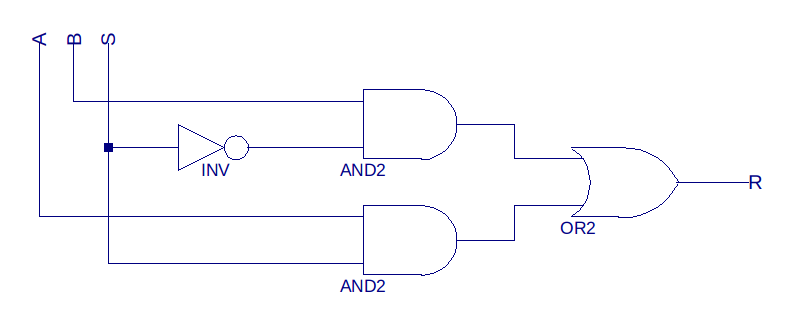 A B S
INV
AND2
R
OR2
AND2